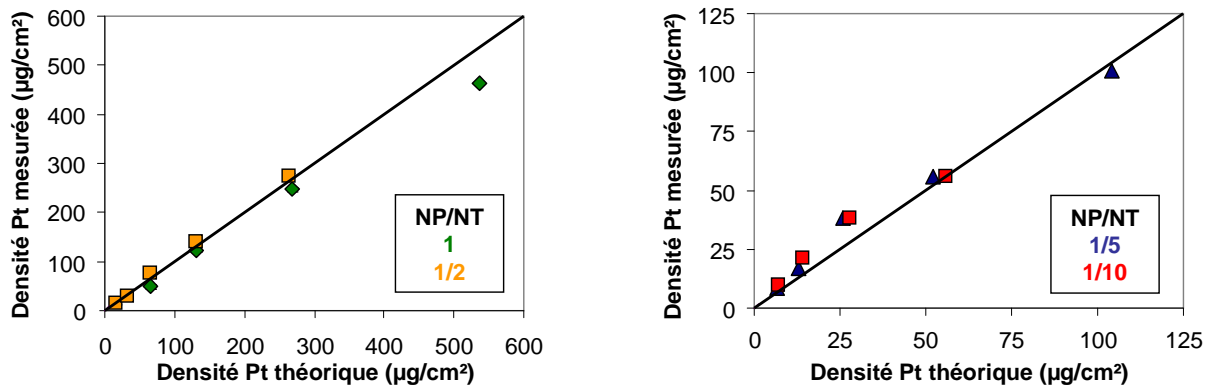 Densité Pt mesurée (µg/cm²)
600
500
400
300
200
100
0
0 100 200 300 400 500 600
Densité Pt théorique (µg/cm²)
NP/NT
1
1/2
Densité Pt mesurée (µg/cm²)
125
100
75
50
25
0
0 25 50 75 100 125
Densité Pt théorique (µg/cm²)
NP/NT
1/5
1/10